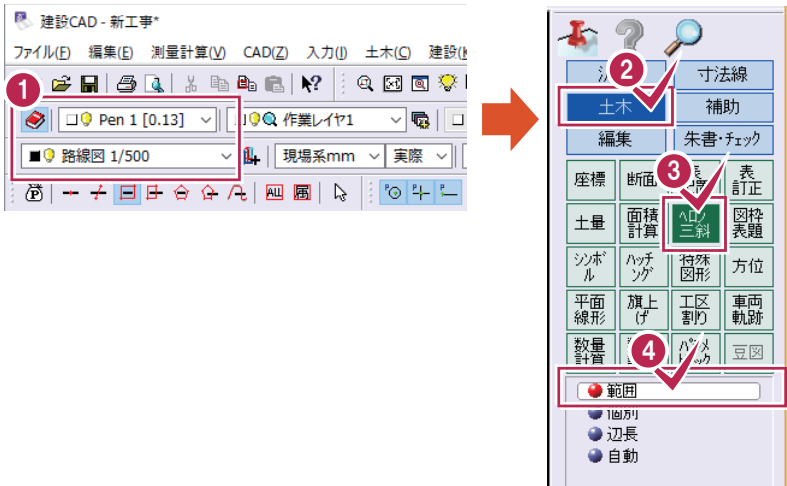 建設CAD - 新工事*
ファイル(F) 編集(E) 測量計算(V) CAD(Z) 入力(I) 土木(C) 建設(
1
Pen 1 [0.13]
作業レイヤ1
路線図 1/500
現場系mm
実際
P
ALL
2
寸法線
土木
補助
編集
朱書・チェック
3
座標
断面
表訂正
土量
面積計算
ヘロン三斜
図枠表題
シンボル
ハッチング
特殊図形
方位
平面線形
旗上げ
工区割り
車両軌跡
4
数量計算
豆図
範囲
個別
辺長
自動